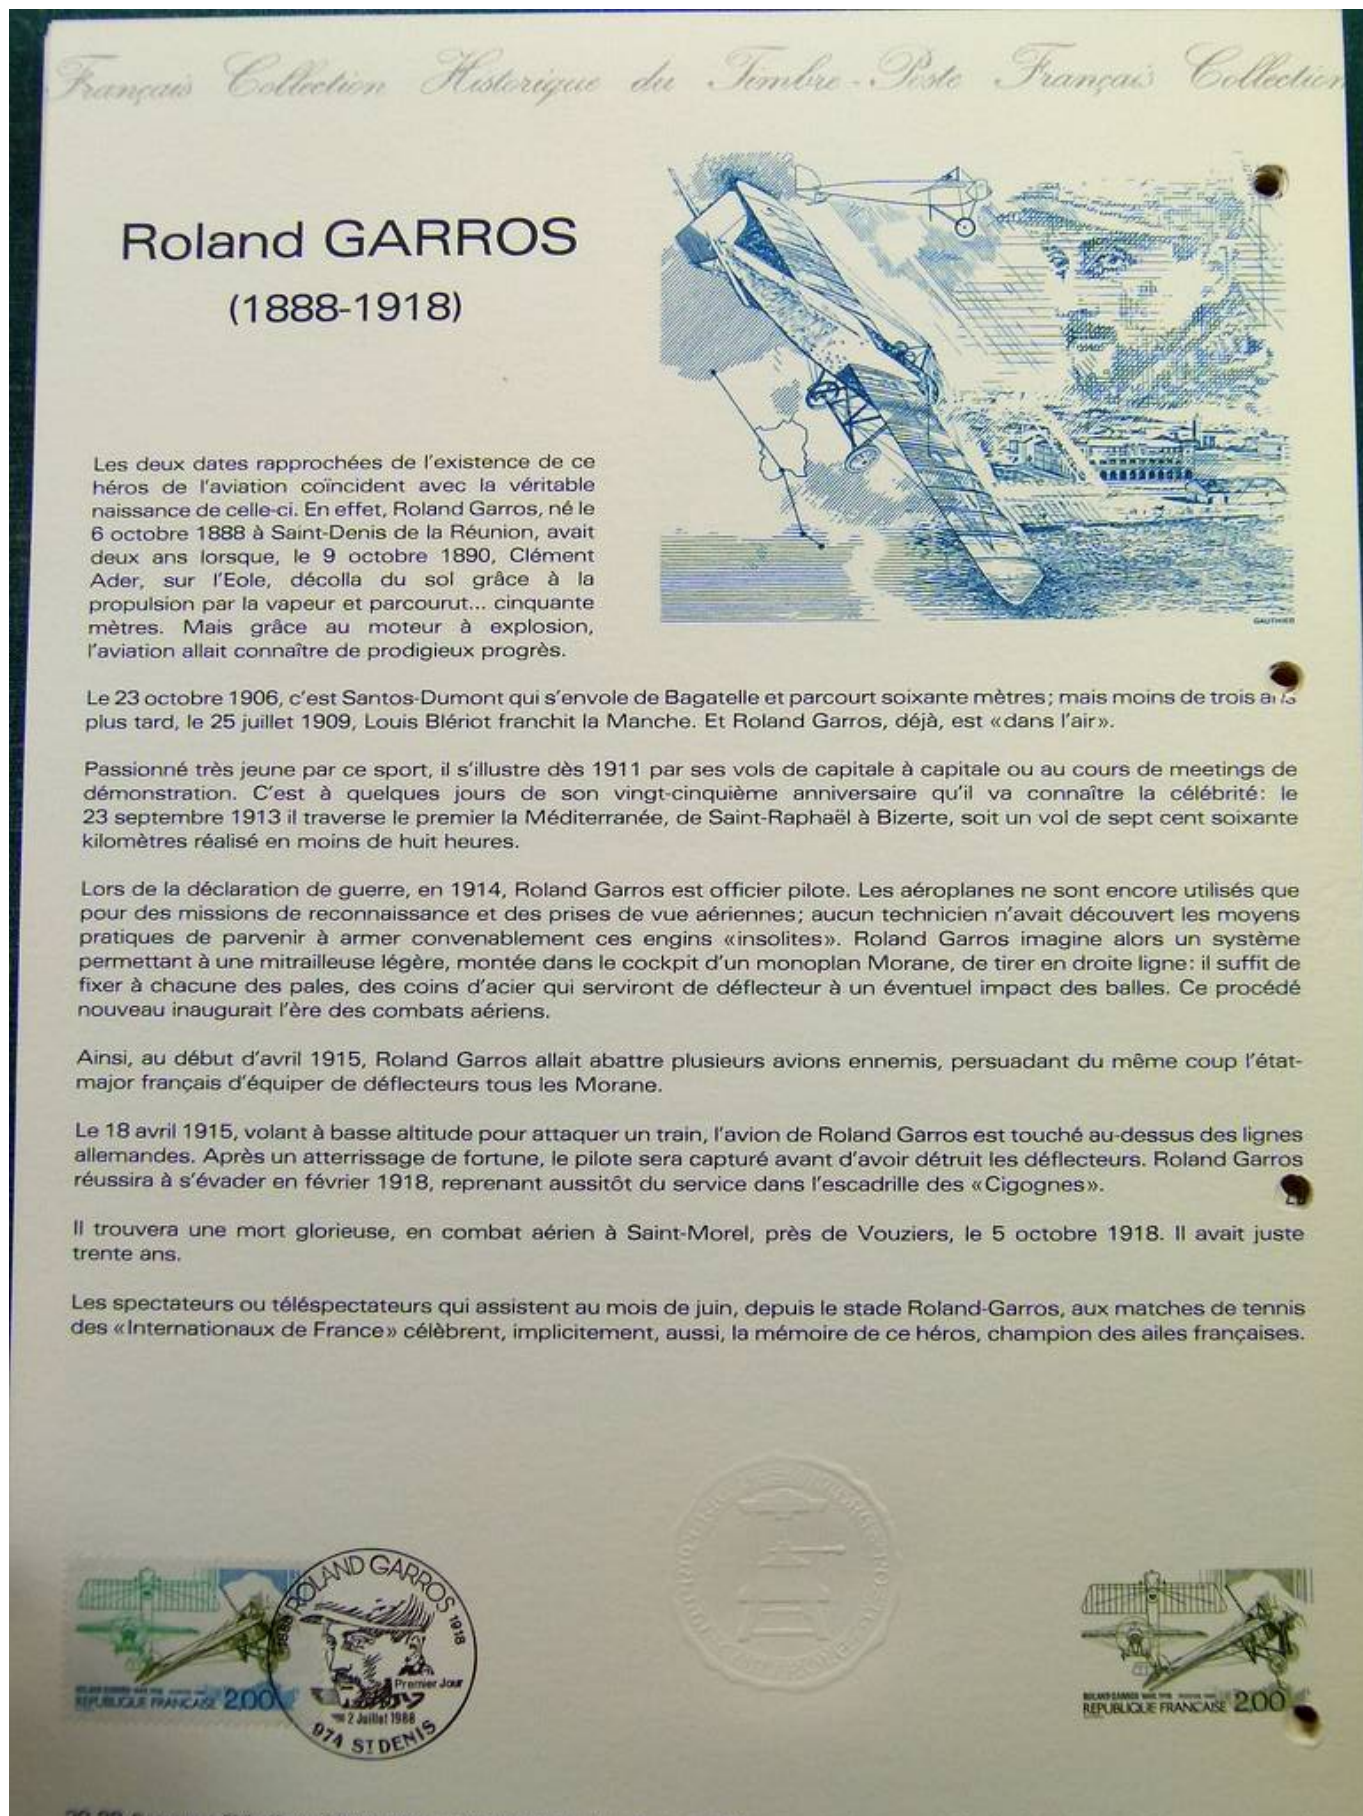 Français Collection Historique du Timbre-Poste Français Collection
Roland GARROS
(1888-1918)
GAUTHIER
Les deux dates rapprochées de l'existence de ce
héros de l'aviation coïncident avec la véritable
naissance de celle-ci. En effet, Roland Garros, né le
6 octobre 1888 à Saint-Denis de la Réunion, avait
deux ans lorsque, le 9 octobre 1890, Clément
Ader, sur l'Eole, décolla du sol grâce à la
propulsion par la vapeur et parcourut... cinquante
mètres. Mais grâce au moteur à explosion,
l'aviation allait connaître de prodigieux progrès.
Le 23 octobre 1906, c'est Santos-Dumont qui s'envole de Bagatelle et parcourt soixante mètres; mais moins de trois ans
plus tard, le 25 juillet 1909, Louis Blériot franchit la Manche. Et Roland Garros, déjà, est «dans l'air».
Passionné très jeune par ce sport, il s'illustre dès 1911 par ses vols de capitale à capitale ou au cours de meetings de
démonstration. C'est à quelques jours de son vingt-cinquième anniversaire qu'il va connaître la célébrité: le
23 septembre 1913 il traverse le premier la Méditerranée, de Saint-Raphaël à Bizerte, soit un vol de sept cent soixante
kilomètres réalisé en moins de huit heures.
Lors de la déclaration de guerre, en 1914, Roland Garros est officier pilote. Les aéroplanes ne sont encore utilisés que
pour des missions de reconnaissance et des prises de vue aériennes; aucun technicien n'avait découvert les moyens
pratiques de parvenir à armer convenablement ces engins «insolites». Roland Garros imagine alors un système
permettant à une mitrailleuse légère, montée dans le cockpit d'un monoplan Morane, de tirer en droite ligne: il suffit de
fixer à chacune des pales, des coins d'acier qui serviront de déflecteur à un éventuel impact des balles. Ce procédé
nouveau inaugurait l'ère des combats aériens.
Ainsi, au début d'avril 1915, Roland Garros allait abattre plusieurs avions ennemis, persuadant du même coup l'état-
major français d'équiper de déflecteurs tous les Morane.
Le 18 avril 1915, volant à basse altitude pour attaquer un train, l'avion de Roland Garros est touché au-dessus des lignes
allemandes. Après un atterrissage de fortune, le pilote sera capturé avant d'avoir détruit les déflecteurs. Roland Garros
réussira à s'évader en février 1918, reprenant aussitôt du service dans l'escadrille des «Cigognes».
Il trouvera une mort glorieuse, en combat aérien à Saint-Morel, près de Vouziers, le 5 octobre 1918. Il avait juste
trente ans.
Les spectateurs ou téléspectateurs qui assistent au mois de juin, depuis le stade Roland-Garros, aux matches de tennis
des «Internationaux de France» célèbrent, implicitement, aussi, la mémoire de ce héros, champion des ailes françaises.
REPUBLIQUE FRANCAISE 2,00
ROLAND GARROS
1888 1918
Premier Jour
2 Juillet 1988
974 ST DENIS
ROLAND GARROS
REPUBLIQUE FRANCAISE 2,00